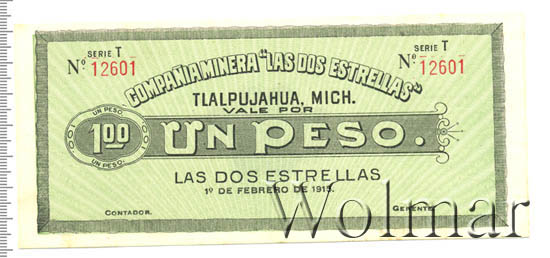 SERIE T SERIE T
Nº 12601 Nº 12601
COMPAÑIA MINERA "LAS DOS ESTRELLAS"
TLALPUJAHUA, MICH.
VALE POR
UN PESO.
1.00 UN PESO.
UN PESO.
LAS DOS ESTRELLAS
1º DE FEBRERO DE 1915.
CONTADOR. GERENTE.
Wolmar